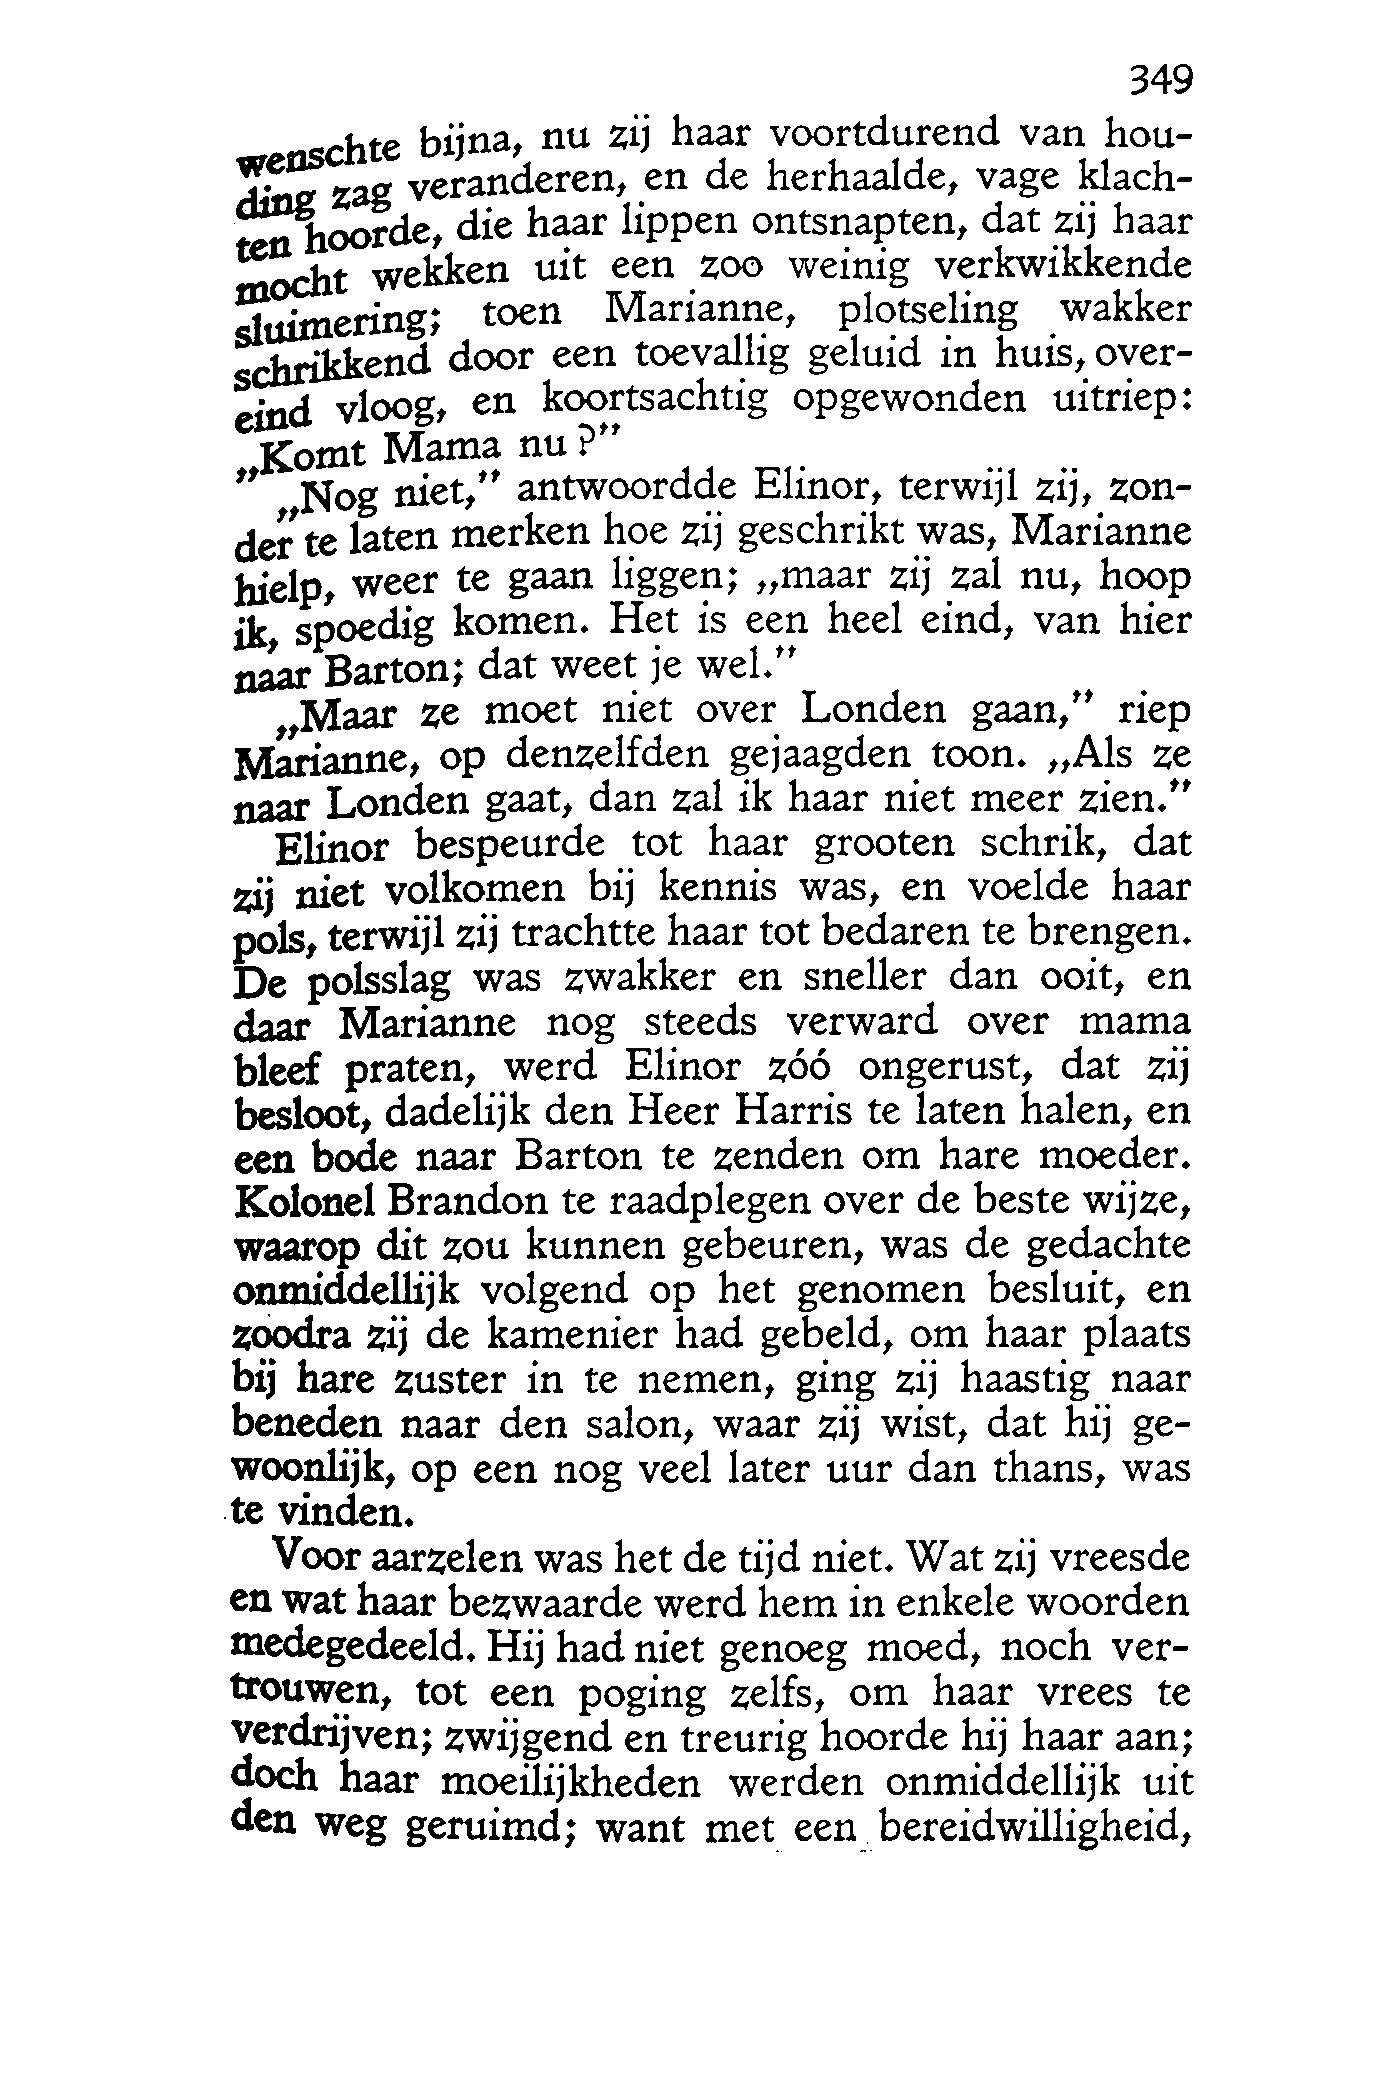 349
wenschte bijna, nu zij haar voortdurend van hou-
ding zag veranderen, en de herhaalde, vage klach-
ten hoorde, die haar lippen ontsnapten, dat zij haar
mocht wekken uit een zoo weinig verkwikkende
sluimering; toen Marianne, plotseling wakker
schrikkend door een toevallig geluid in huis, over-
eind vloog, en koortsachtig opgewonden uitriep:
„Komt Mama nu?”
„Nog niet,” antwoordde Elinor, terwijl zij, zon-
der te laten merken hoe zij geschrikt was, Marianne
hielp, weer te gaan liggen; „maar zij zal nu, hoop
ik, spoedig komen. Het is een heel eind, van hier
naar Barton; dat weet je wel.”
„Maar ze moet niet over Londen gaan,” riep
Marianne, op denzelfden gejaagden toon. „Als ze
naar Londen gaat, dan zal ik haar niet meer zien.”
Elinor bespeurde tot haar grooten schrik, dat
zij niet volkomen bij kennis was, en voelde haar
pols, terwijl zij trachtte haar tot bedaren te brengen.
De polsslag was zwakker en sneller dan ooit, en
daar Marianne nog steeds verward over mama
bleef praten, werd Elinor zóó ongerust, dat zij
besloot, dadelijk den Heer Harris te laten halen, en
een bode naar Barton te zenden om hare moeder.
Kolonel Brandon te raadplegen over de beste wijze,
waarop dit zou kunnen gebeuren, was de gedachte
onmiddellijk volgend op het genomen besluit, en
zoodra zij de kamenier had gebeld, om haar plaats
bij hare zuster in te nemen, ging zij haastig naar
beneden naar den salon, waar zij wist, dat hij ge-
woonlijk, op een nog veel later uur dan thans, was
te vinden.
Voor aarzelen was het de tijd niet. Wat zij vreesde
en wat haar bezwaarde werd hem in enkele woorden
medegedeeld. Hij had niet genoeg moed, noch ver-
trouwen, tot een poging zelfs, om haar vrees te
verdrijven; zwijgend en treurig hoorde hij haar aan;
doch haar moeilijkheden werden onmiddellijk uit
den weg geruimd; want met een bereidwilligheid,